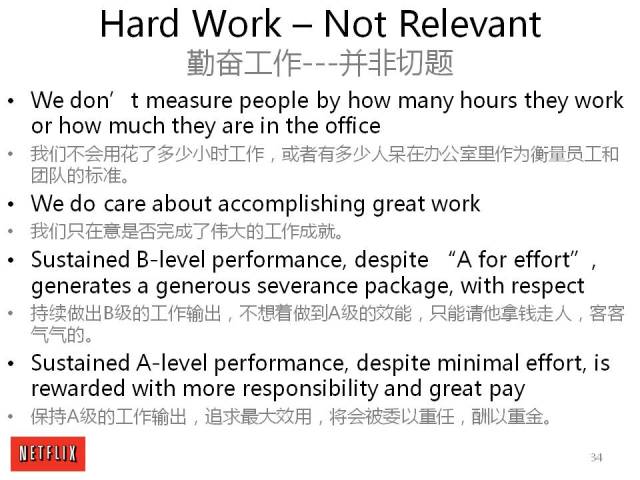 Hard Work – Not Relevant
勤奋工作---并非切题
• We don’t measure people by how many hours they work
or how much they are in the office
• 我们不会用花了多少小时工作，或者有多少人呆在办公室里作为衡量员工和
团队的标准。
• We do care about accomplishing great work
• 我们只在意是否完成了伟大的工作成就。
• Sustained B-level performance, despite “A for effort”,
generates a generous severance package, with respect
• 持续做出B级的工作输出，不想着做到A级的效能，只能请他拿钱走人，客客
气气的。
• Sustained A-level performance, despite minimal effort, is
rewarded with more responsibility and great pay
• 保持A级的工作输出，追求最大效用，将会被委以重任，酬以重金。
NETFLIX
34